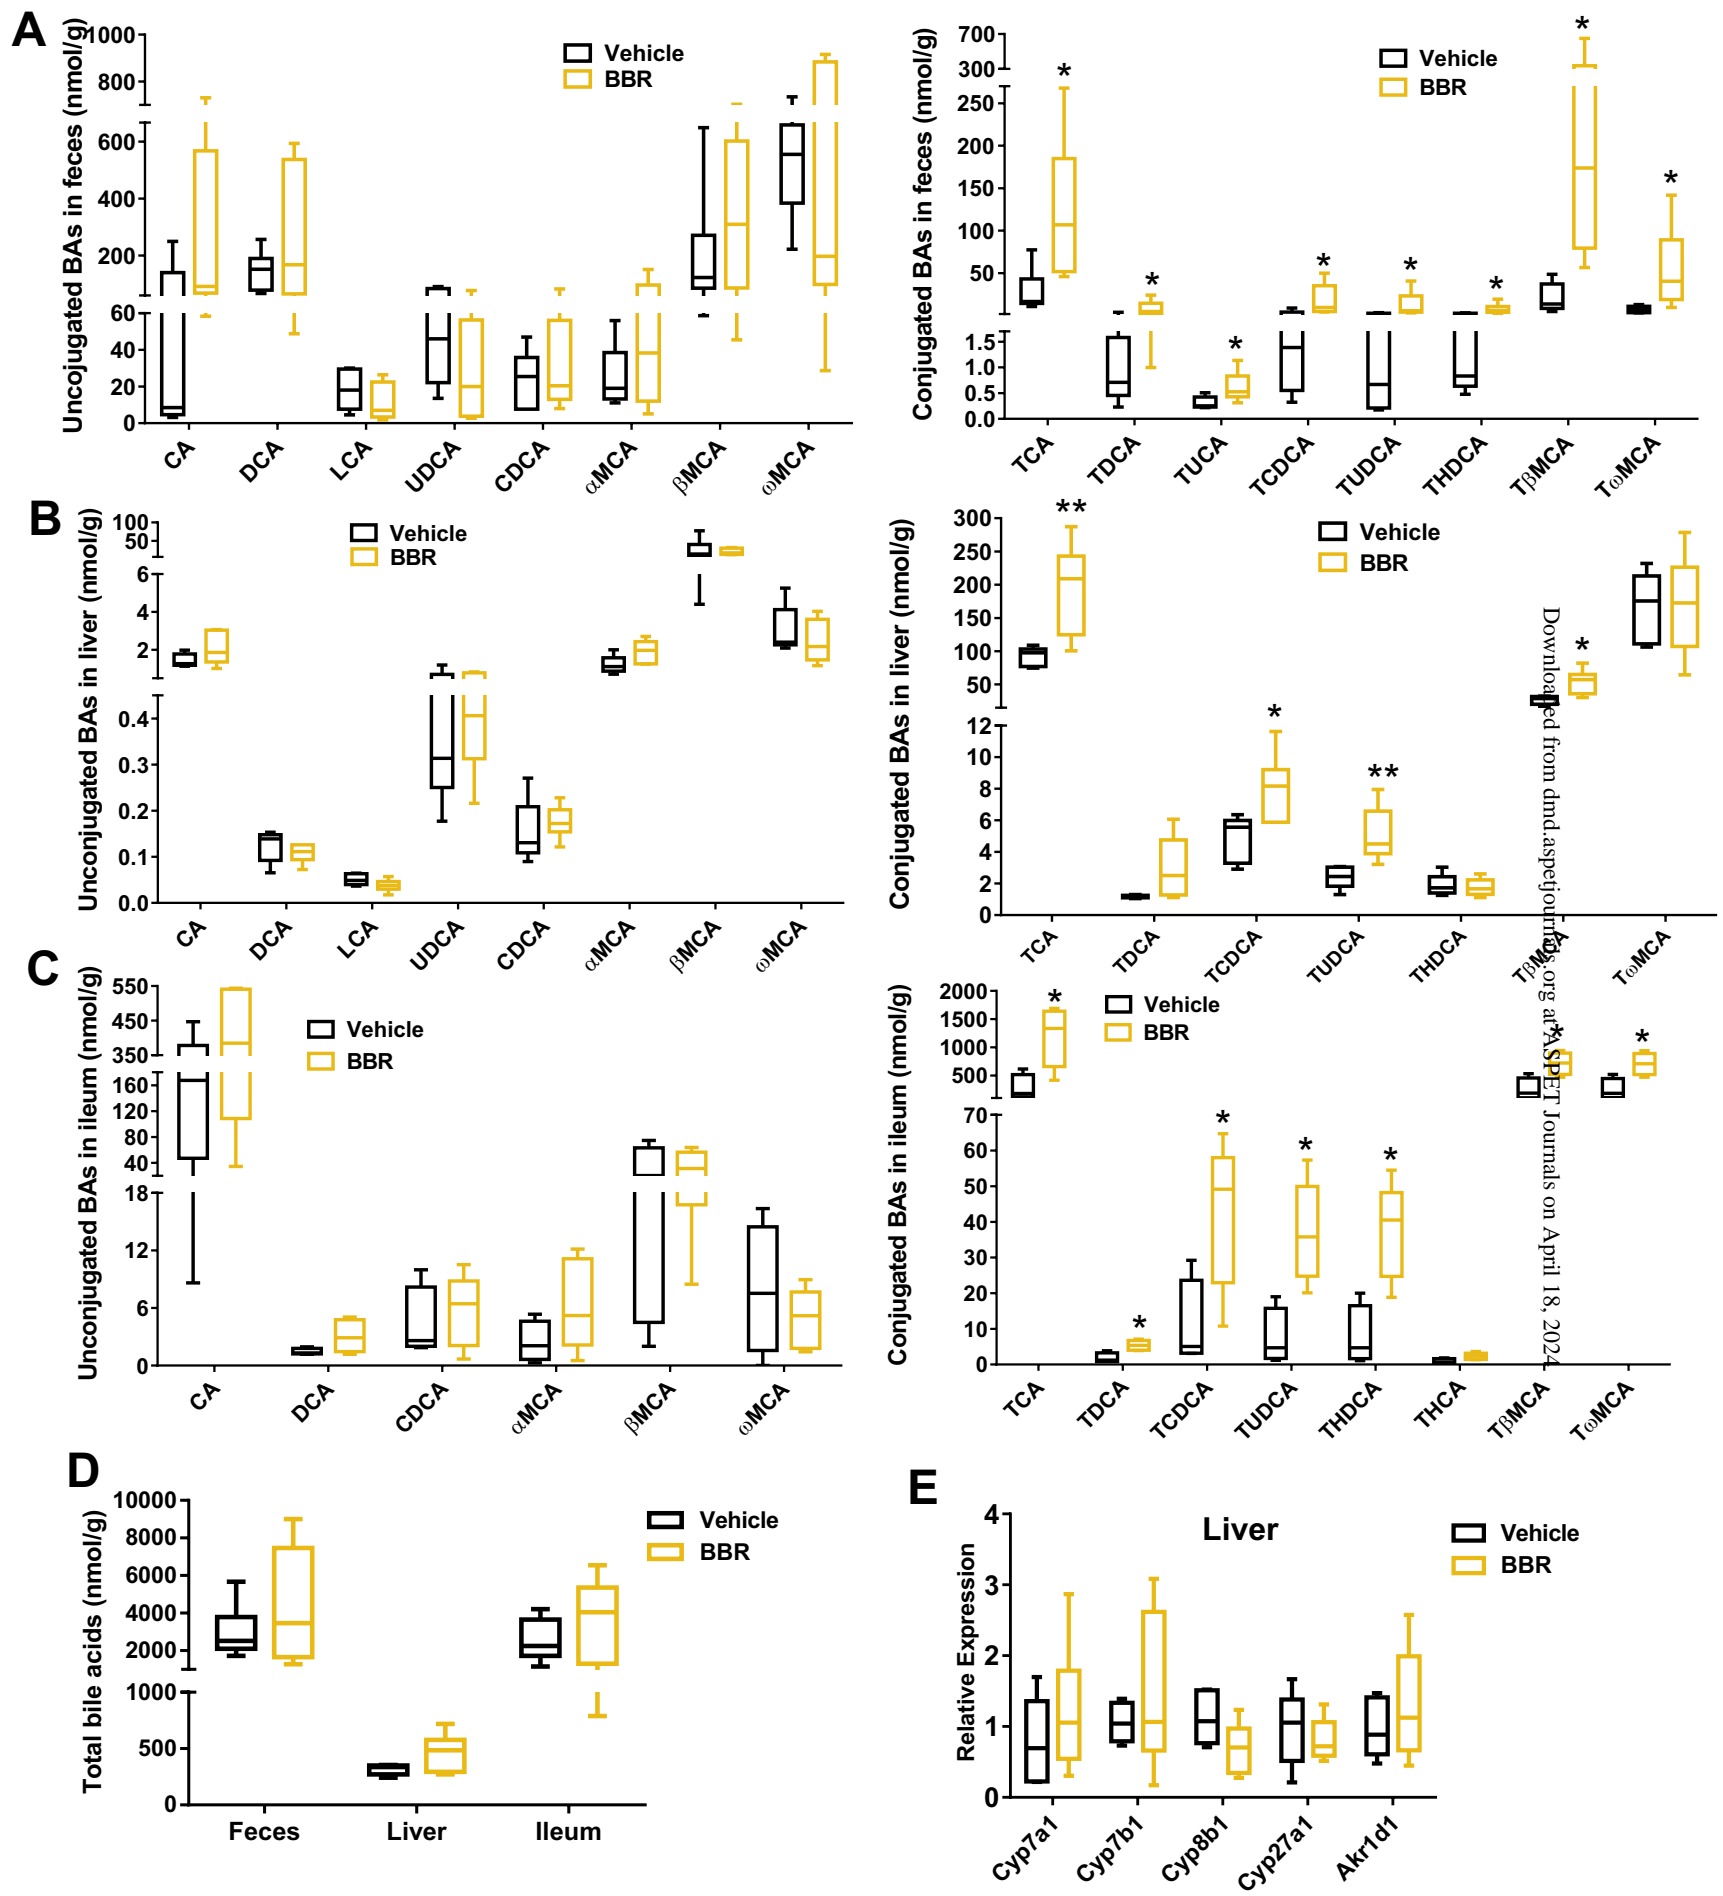 A
Uncojugated BAs in feces (nmol/g)
1000
800
600
400
200
60
40
20
0
Vehicle
BBR
CA
DCA
LCA
UDCA
CDCA
αMCA
βMCA
ωMCA
Conjugated BAs in feces (nmol/g)
700
300
250
200
150
100
50
1.5
1.0
0.5
0.0
Vehicle
BBR
*
*
*
*
*
*
*
*
TCA
TDCA
TUCA
TCDCA
TUDCA
THDCA
TβMCA
TωMCA
B
Unconjugated BAs in liver (nmol/g)
100
50
6
4
2
0.4
0.3
0.2
0.1
0.0
Vehicle
BBR
CA
DCA
LCA
UDCA
CDCA
αMCA
βMCA
ωMCA
Conjugated BAs in liver (nmol/g)
300
250
200
150
100
50
12
10
8
6
4
2
0
Vehicle
BBR
**
*
**
*
TCA
TDCA
TCDCA
TUDCA
THDCA
TβMCA
TωMCA
C
Unconjugated BAs in ileum (nmol/g)
550
450
350
160
120
80
40
18
12
6
0
Vehicle
BBR
CA
DCA
CDCA
αMCA
βMCA
ωMCA
Conjugated BAs in ileum (nmol/g)
2000
1500
1000
500
70
60
50
40
30
20
10
0
Vehicle
BBR
*
*
*
*
*
*
*
TCA
TDCA
TCDCA
TUDCA
THDCA
THCA
TβMCA
TωMCA
D
Total bile acids (nmol/g)
10000
8000
6000
4000
2000
1000
500
0
Vehicle
BBR
Feces
Liver
Ileum
E
Relative Expression
4
3
2
1
0
Liver
Vehicle
BBR
Cyp7a1
Cyp7b1
Cyp8b1
Cyp27a1
Akr1d1
Downloaded from dmd.aspetjournals.org at ASPET Journals on April 18, 2024